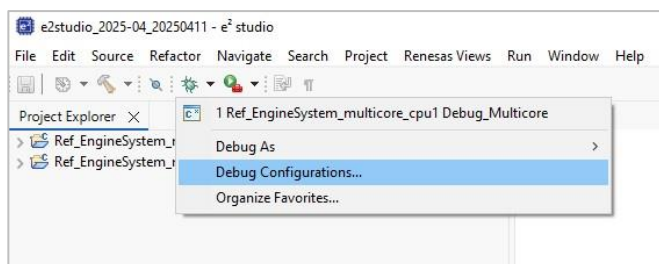 e2studio_2025-04_20250411 - e² studio
File Edit Source Refactor Navigate Search Project Renesas Views Run Window Help
1 Ref_EngineSystem_multicore_cpu1 Debug_Multicore
Project Explorer
Ref_EngineSystem_
Debug As
Ref_EngineSystem_
Debug Configurations...
Organize Favorites...